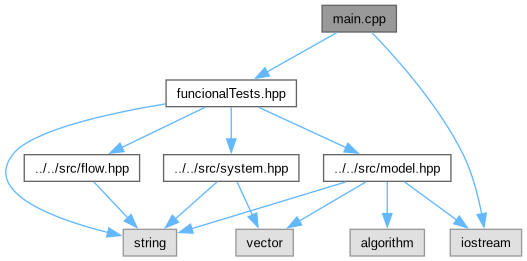 main.cpp
funcionalTests.hpp
../../src/flow.hpp
../../src/system.hpp
../../src/model.hpp
string
vector
algorithm
iostream